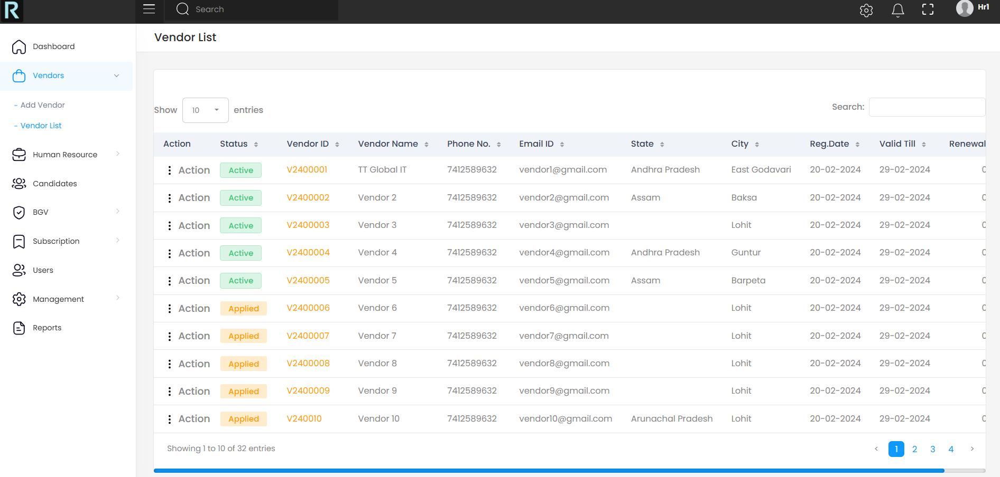 R
Search
Hr1
Dashboard
Vendors
- Add Vendor
- Vendor List
Human Resource
Candidates
BGV
Subscription
Users
Management
Reports
Vendor List
Show 10 entries
Search:
Action Status Vendor ID Vendor Name Phone No. Email ID State City Reg.Date Valid Till Renewal
Action Active V2400001 TT Global IT 7412589632 vendor1@gmail.com Andhra Pradesh East Godavari 20-02-2024 29-02-2024
Action Active V2400002 Vendor 2 7412589632 vendor2@gmail.com Assam Baksa 20-02-2024 29-02-2024
Action Active V2400003 Vendor 3 7412589632 vendor3@gmail.com Lohit 20-02-2024 29-02-2024
Action Active V2400004 Vendor 4 7412589632 vendor4@gmail.com Andhra Pradesh Guntur 20-02-2024 29-02-2024
Action Active V2400005 Vendor 5 7412589632 vendor5@gmail.com Assam Barpeta 20-02-2024 29-02-2024
Action Applied V2400006 Vendor 6 7412589632 vendor6@gmail.com Lohit 20-02-2024 29-02-2024
Action Applied V2400007 Vendor 7 7412589632 vendor7@gmail.com Lohit 20-02-2024 29-02-2024
Action Applied V2400008 Vendor 8 7412589632 vendor8@gmail.com Lohit 20-02-2024 29-02-2024
Action Applied V2400009 Vendor 9 7412589632 vendor9@gmail.com Lohit 20-02-2024 29-02-2024
Action Applied V240010 Vendor 10 7412589632 vendor10@gmail.com Arunachal Pradesh Lohit 20-02-2024 29-02-2024
Showing 1 to 10 of 32 entries
< 1 2 3 4 >